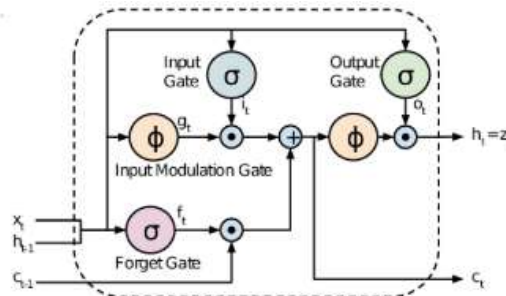 Input
Gate
Output
Gate
σ
σ
i_t
o_t
g_t
ϕ
+
ϕ
h_t = z
Input Modulation Gate
x_t
h_t-1
f_t
σ
Forget Gate
c_t-1
c_t